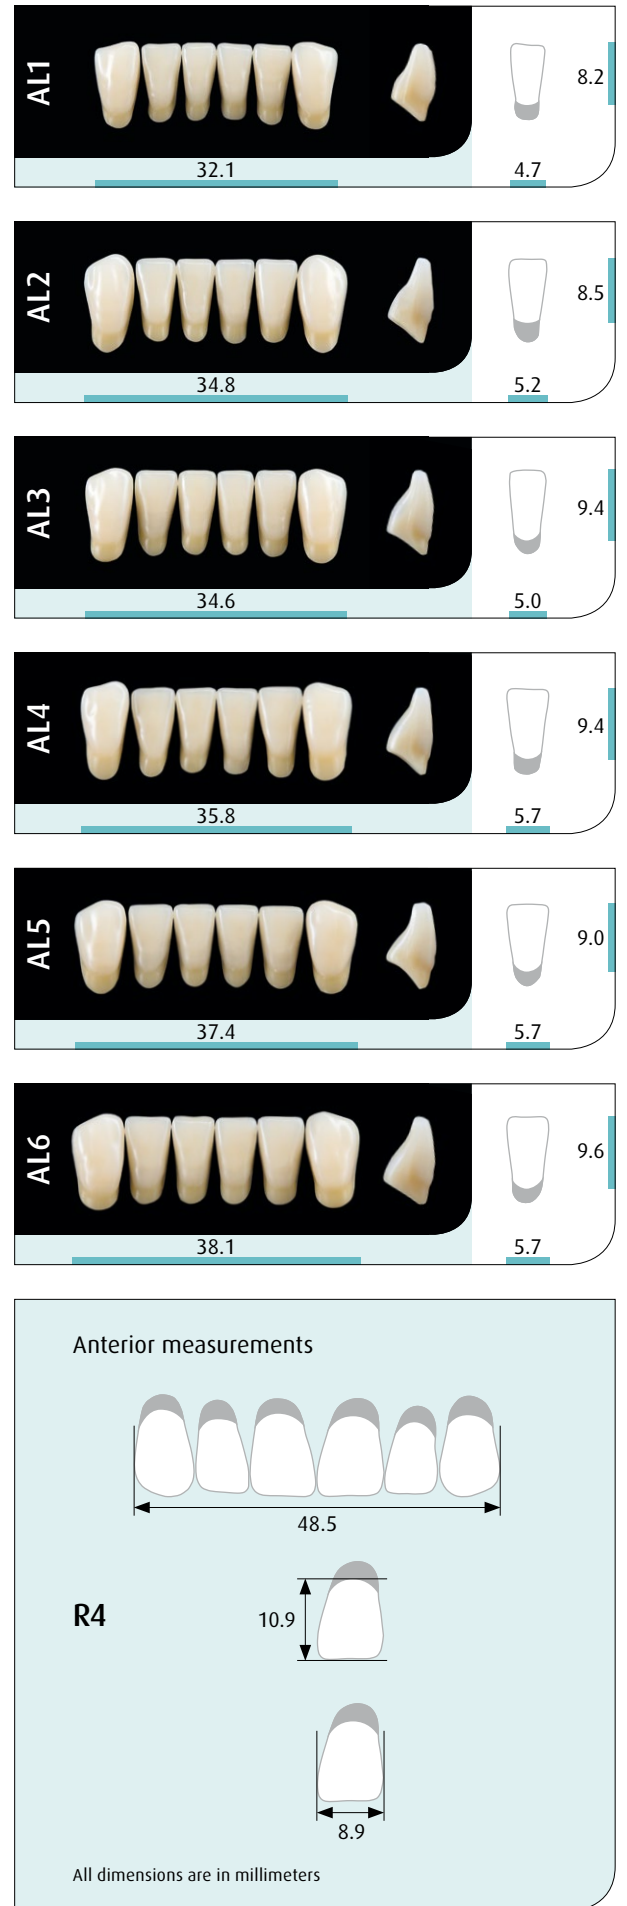 AL1
8.2
32.1
4.7
AL2
8.5
34.8
5.2
AL3
9.4
34.6
5.0
AL4
9.4
35.8
5.7
AL5
9.0
37.4
5.7
AL6
9.6
38.1
5.7
Anterior measurements
48.5
R4
10.9
8.9
All dimensions are in millimeters